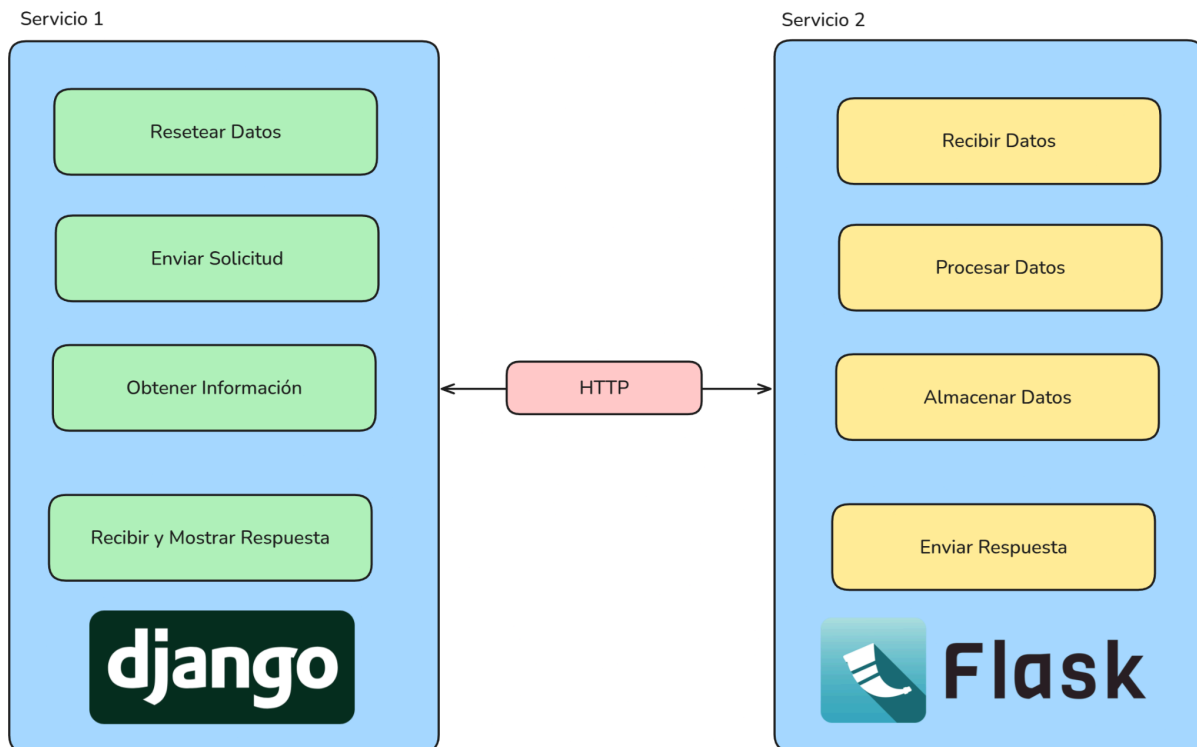 Servicio 1
Resetear Datos
Enviar Solicitud
Obtener Información
Recibir y Mostrar Respuesta
django
HTTP
Servicio 2
Recibir Datos
Procesar Datos
Almacenar Datos
Enviar Respuesta
Flask